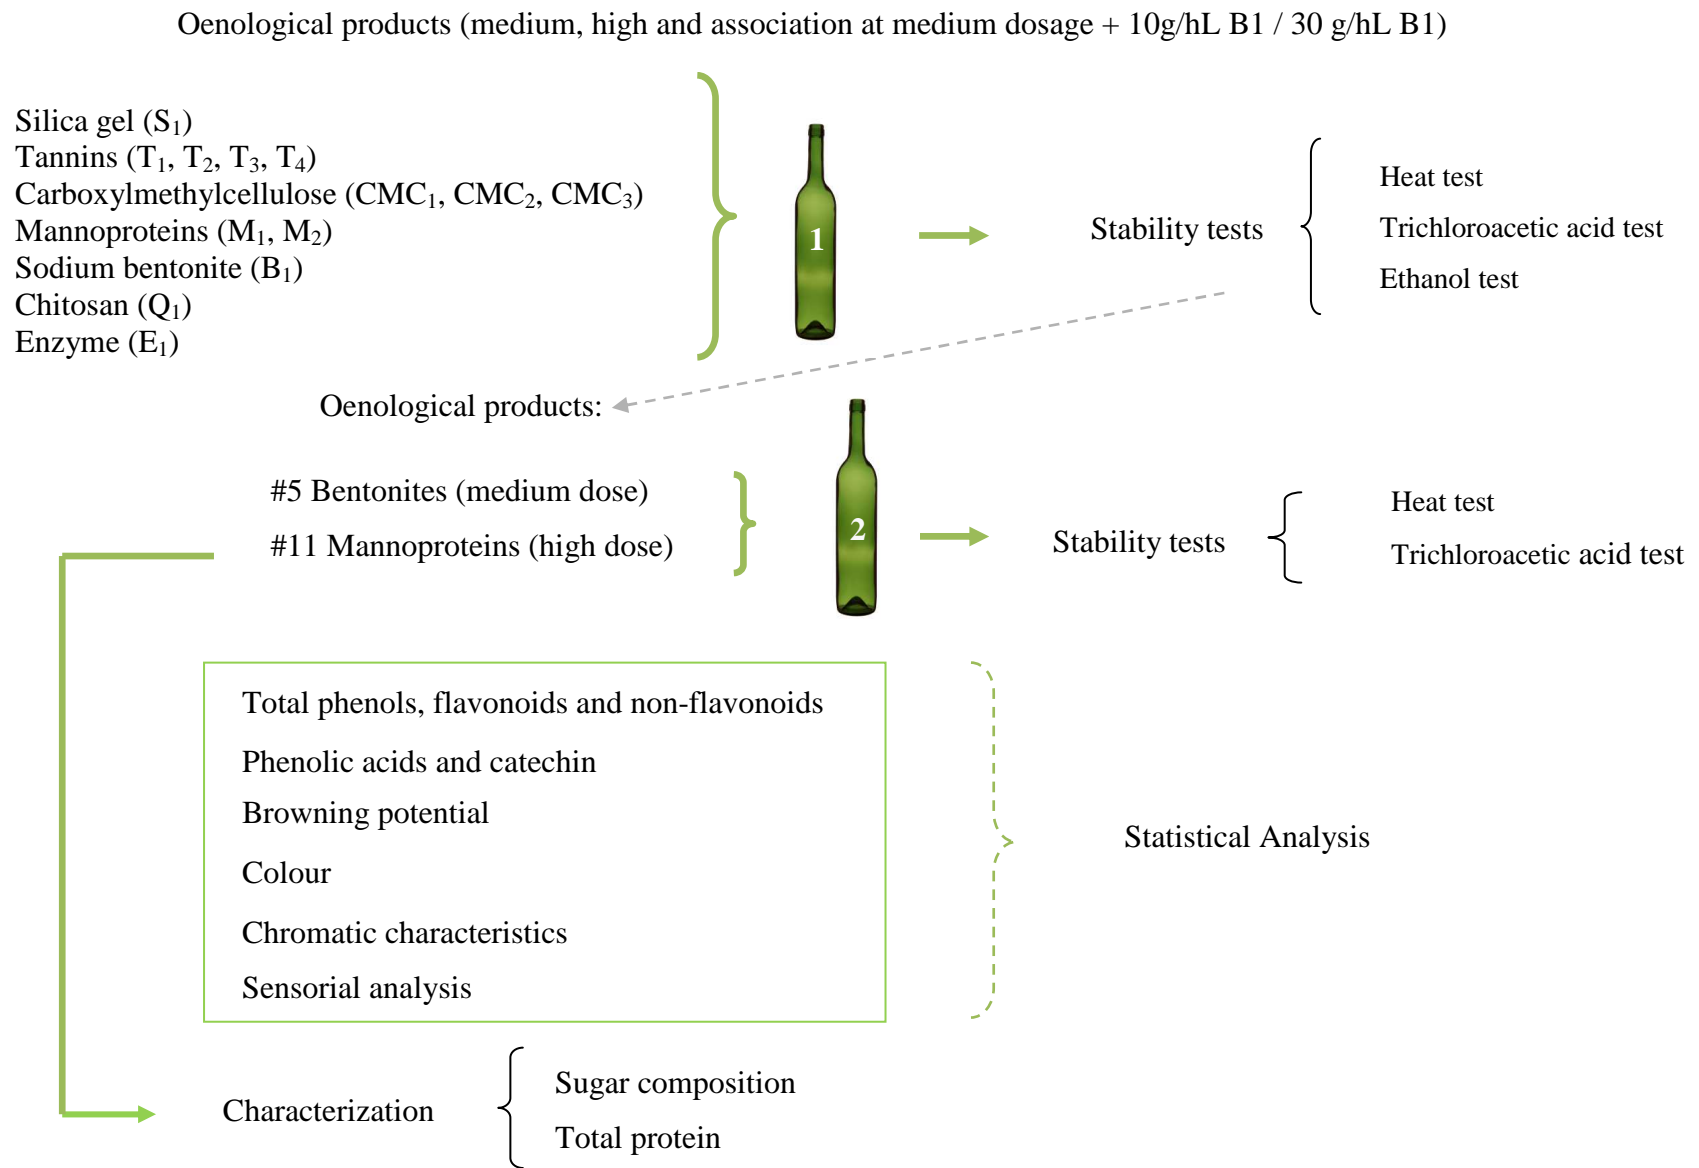 Oenological products (medium, high and association at medium dosage + 10g/hL B1 / 30 g/hL B1)
Silica gel (S₁)
Tannins (T₁, T₂, T₃, T₄)
Carboxylmethylcellulose (CMC₁, CMC₂, CMC₃)
Mannoproteins (M₁, M₂)
Sodium bentonite (B₁)
Chitosan (Q₁)
Enzyme (E₁)
1
Stability tests
Heat test
Trichloroacetic acid test
Ethanol test
Oenological products:
#5 Bentonites (medium dose)
#11 Mannoproteins (high dose)
2
Stability tests
Heat test
Trichloroacetic acid test
Total phenols, flavonoids and non-flavonoids
Phenolic acids and catechin
Browning potential
Colour
Chromatic characteristics
Sensorial analysis
Statistical Analysis
Characterization
Sugar composition
Total protein